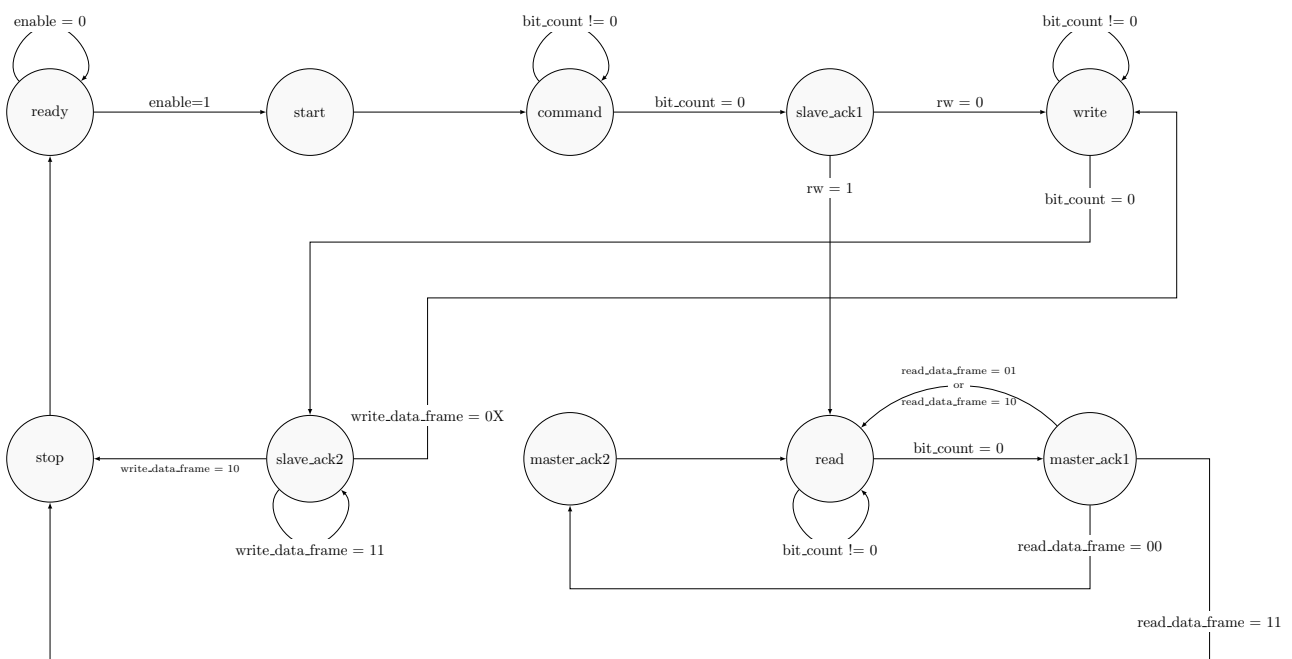 enable = 0
bit_count != 0
bit_count != 0
ready
enable=1
start
command
bit_count = 0
slave_ack1
rw = 0
write
rw = 1
bit_count = 0
read_data_frame = 01
or
read_data_frame = 10
write_data_frame = 0X
stop
write_data_frame = 10
slave_ack2
master_ack2
read
bit_count = 0
master_ack1
write_data_frame = 11
bit_count != 0
read_data_frame = 00
read_data_frame = 11